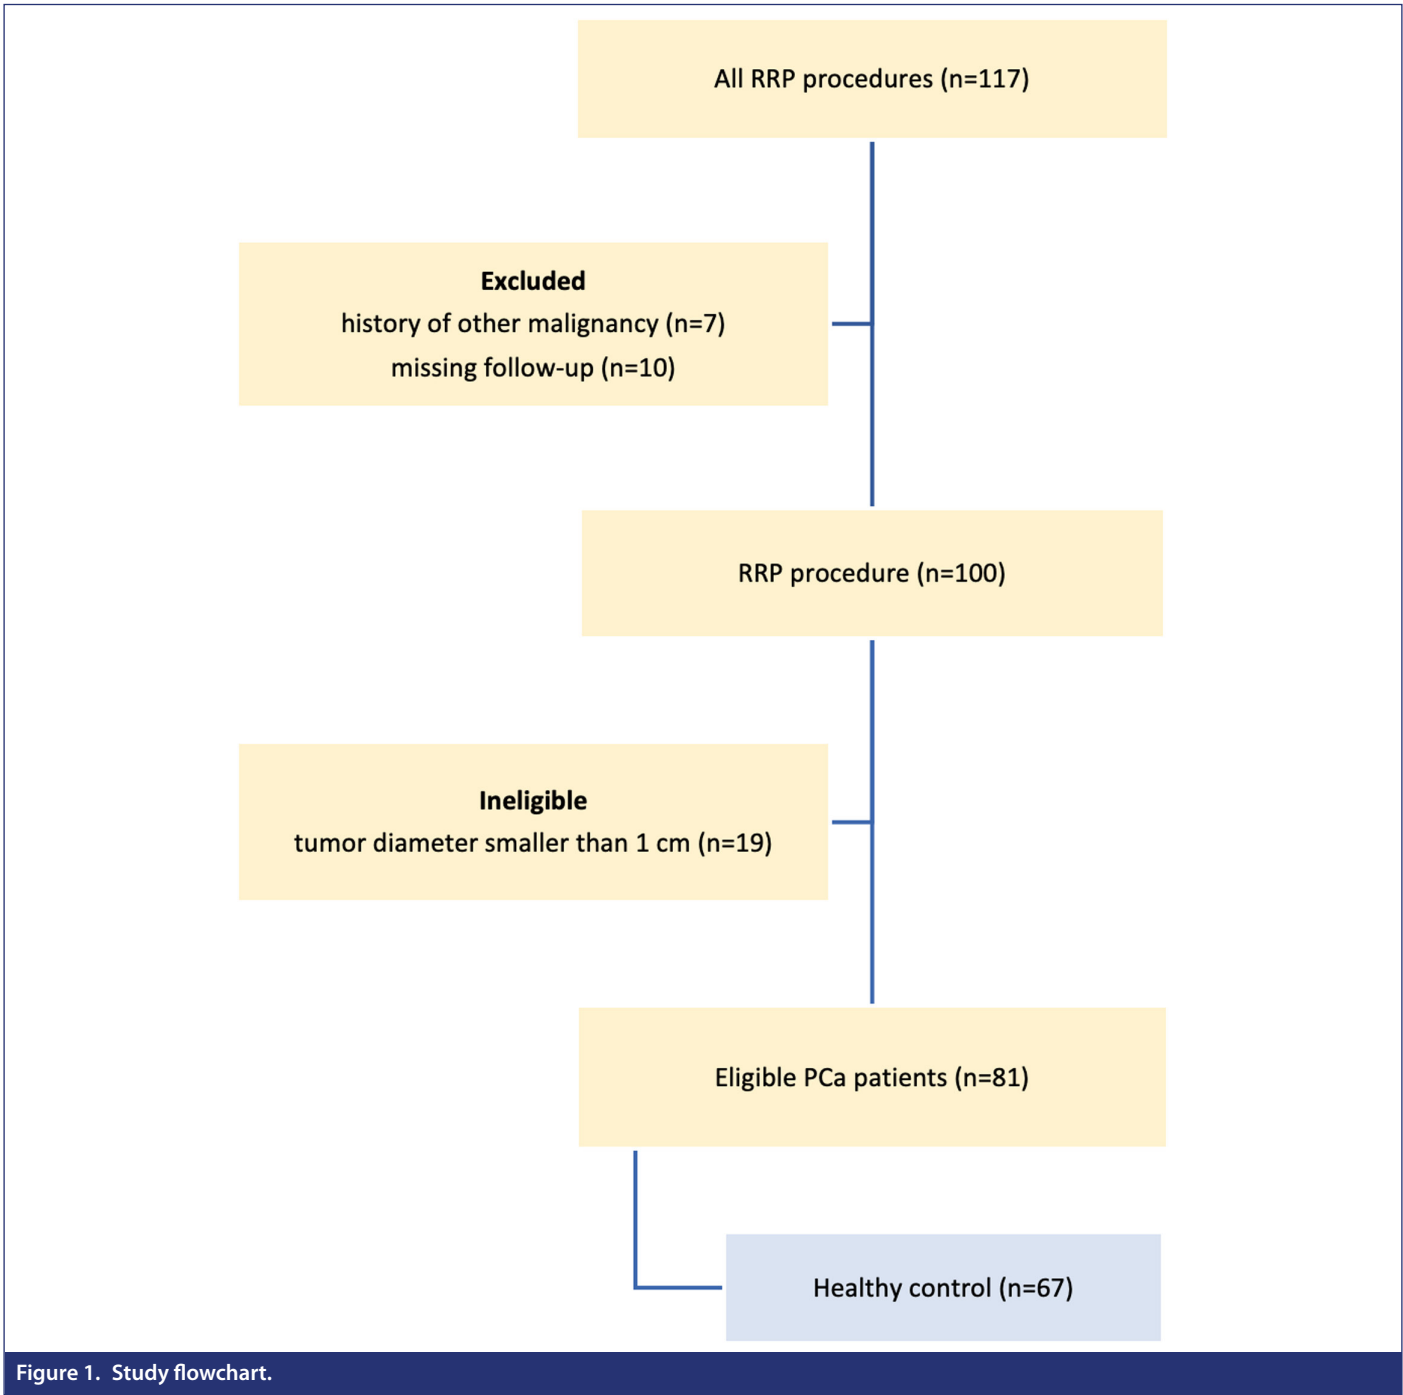 All RRP procedures (n=117)
Excluded
history of other malignancy (n=7)
missing follow-up (n=10)
RRP procedure (n=100)
Ineligible
tumor diameter smaller than 1 cm (n=19)
Eligible PCa patients (n=81)
Healthy control (n=67)
Figure 1. Study flowchart.